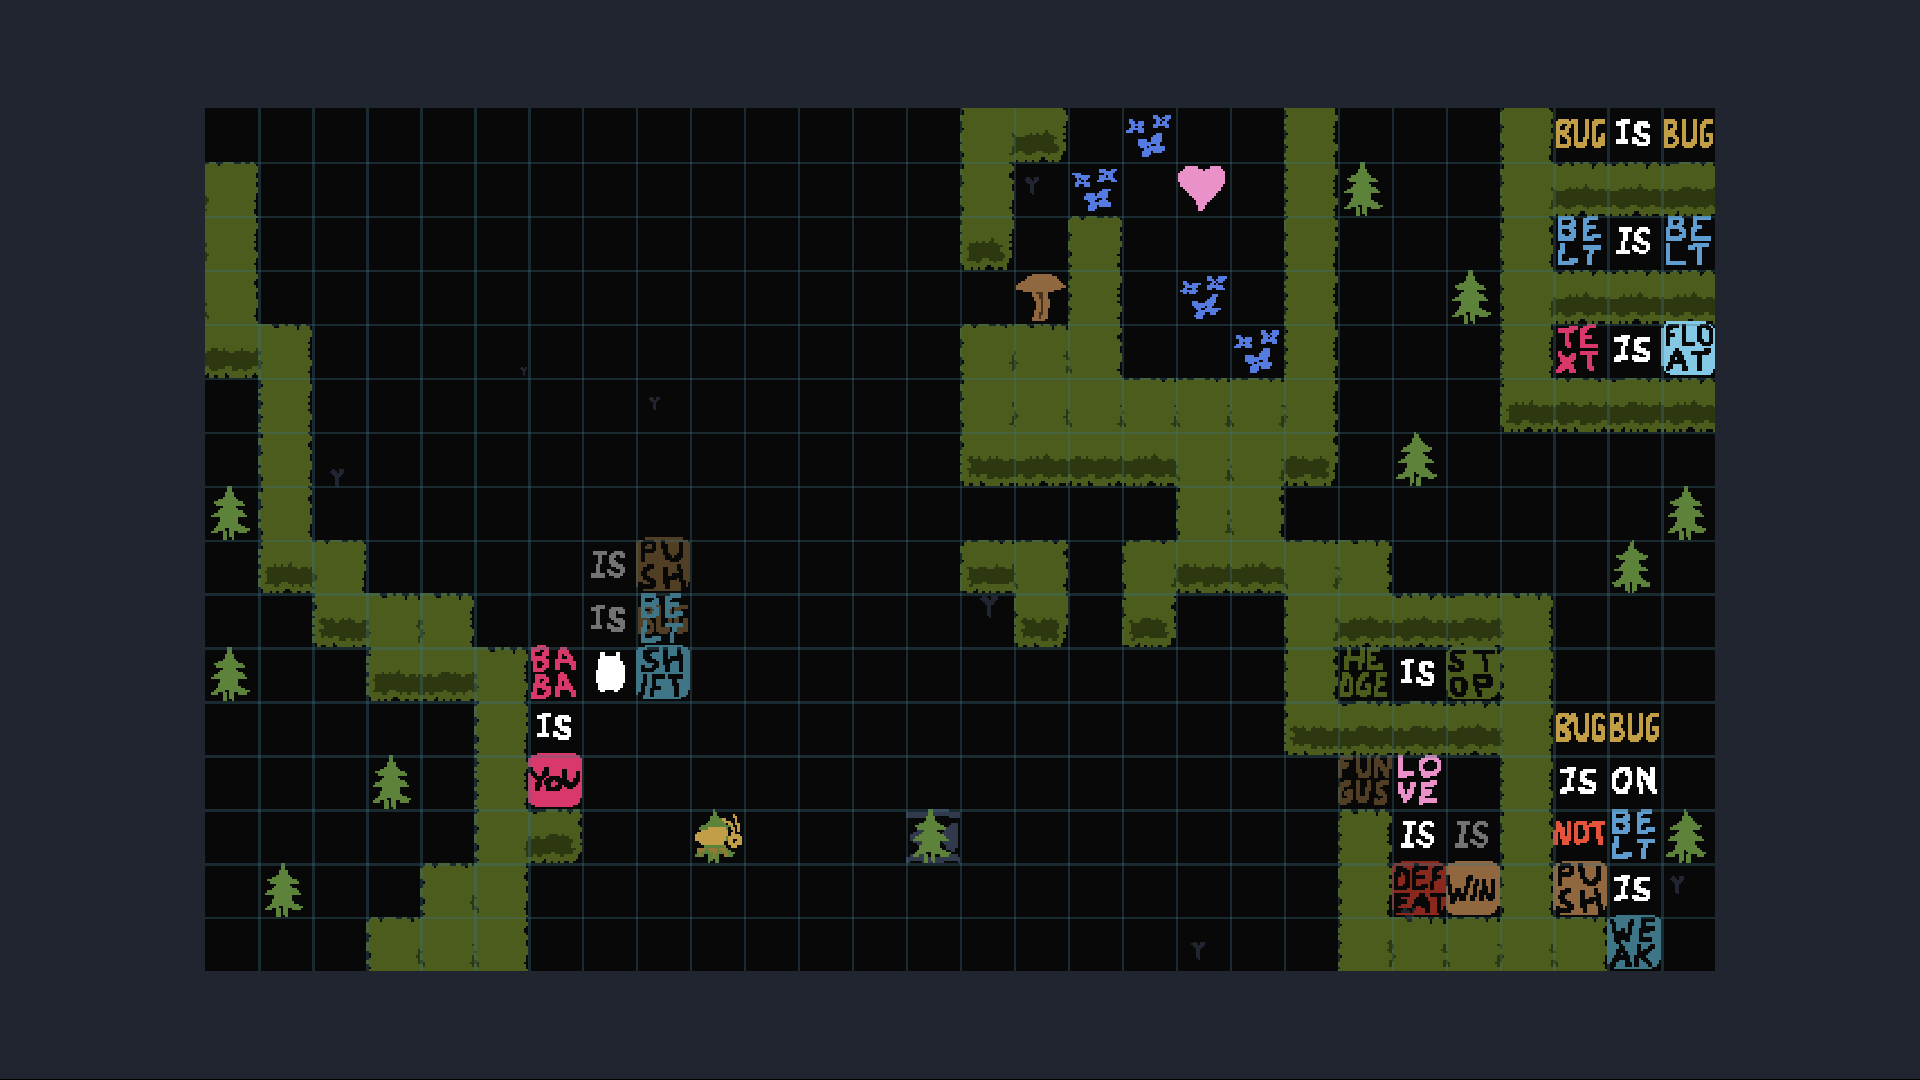 BUG IS BUG
BELT IS BELT
TEXT IS FLOAT
IS PUSH
IS BELT BUG
BABA SHIFT
HEDGE IS STOP
IS
BUG BUG
YOU
FUNGUS LOVE
IS ON
IS IS
NOT BELT
DEFEAT WIN
PUSH IS
WEAK